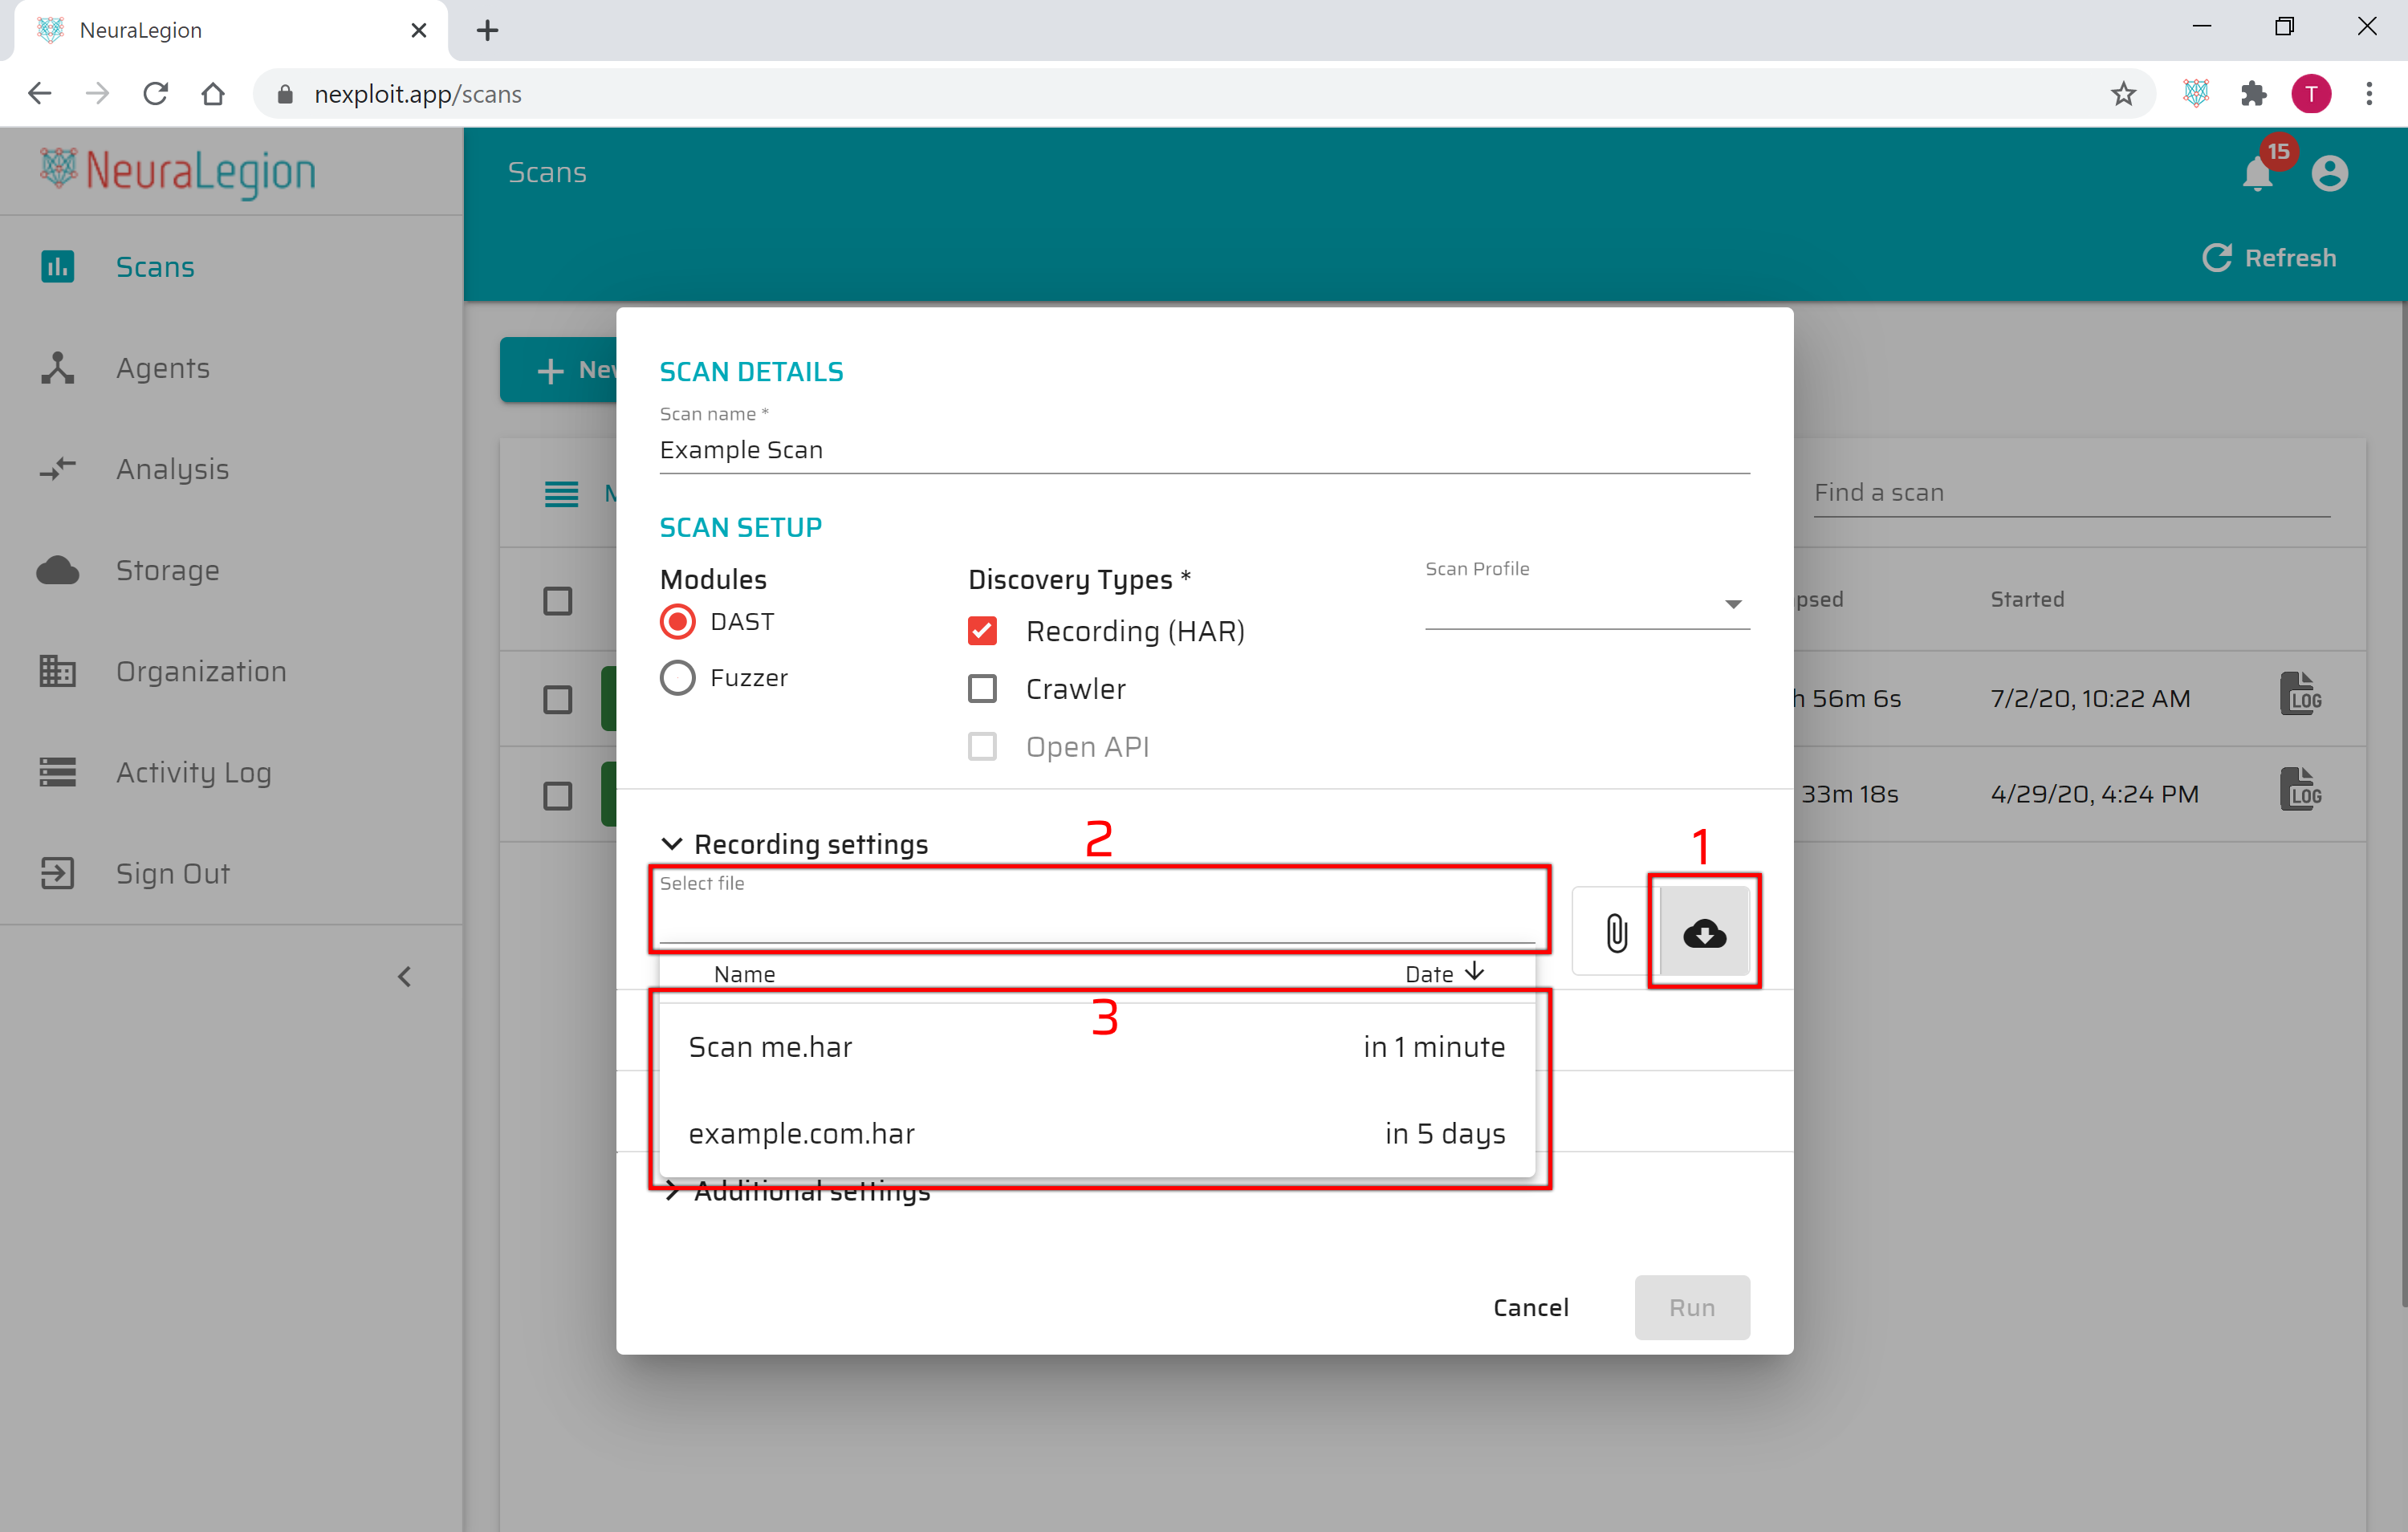 NeuraLegion
nexploit.app/scans
T
NeuraLegion
Scans
15
Refresh
Scans
Agents
Analysis
Storage
Organization
Activity Log
Sign Out
Find a scan
Started
h 56m 6s
7/2/20, 10:22 AM
LOG
33m 18s
4/29/20, 4:24 PM
LOG
SCAN DETAILS
Scan name *
Example Scan
SCAN SETUP
Modules
DAST
Fuzzer
Discovery Types *
Recording (HAR)
Crawler
Open API
Scan Profile
Recording settings
2
1
Select file
Name
Date
3
Scan me.har
in 1 minute
example.com.har
in 5 days
Additional settings
Cancel
Run